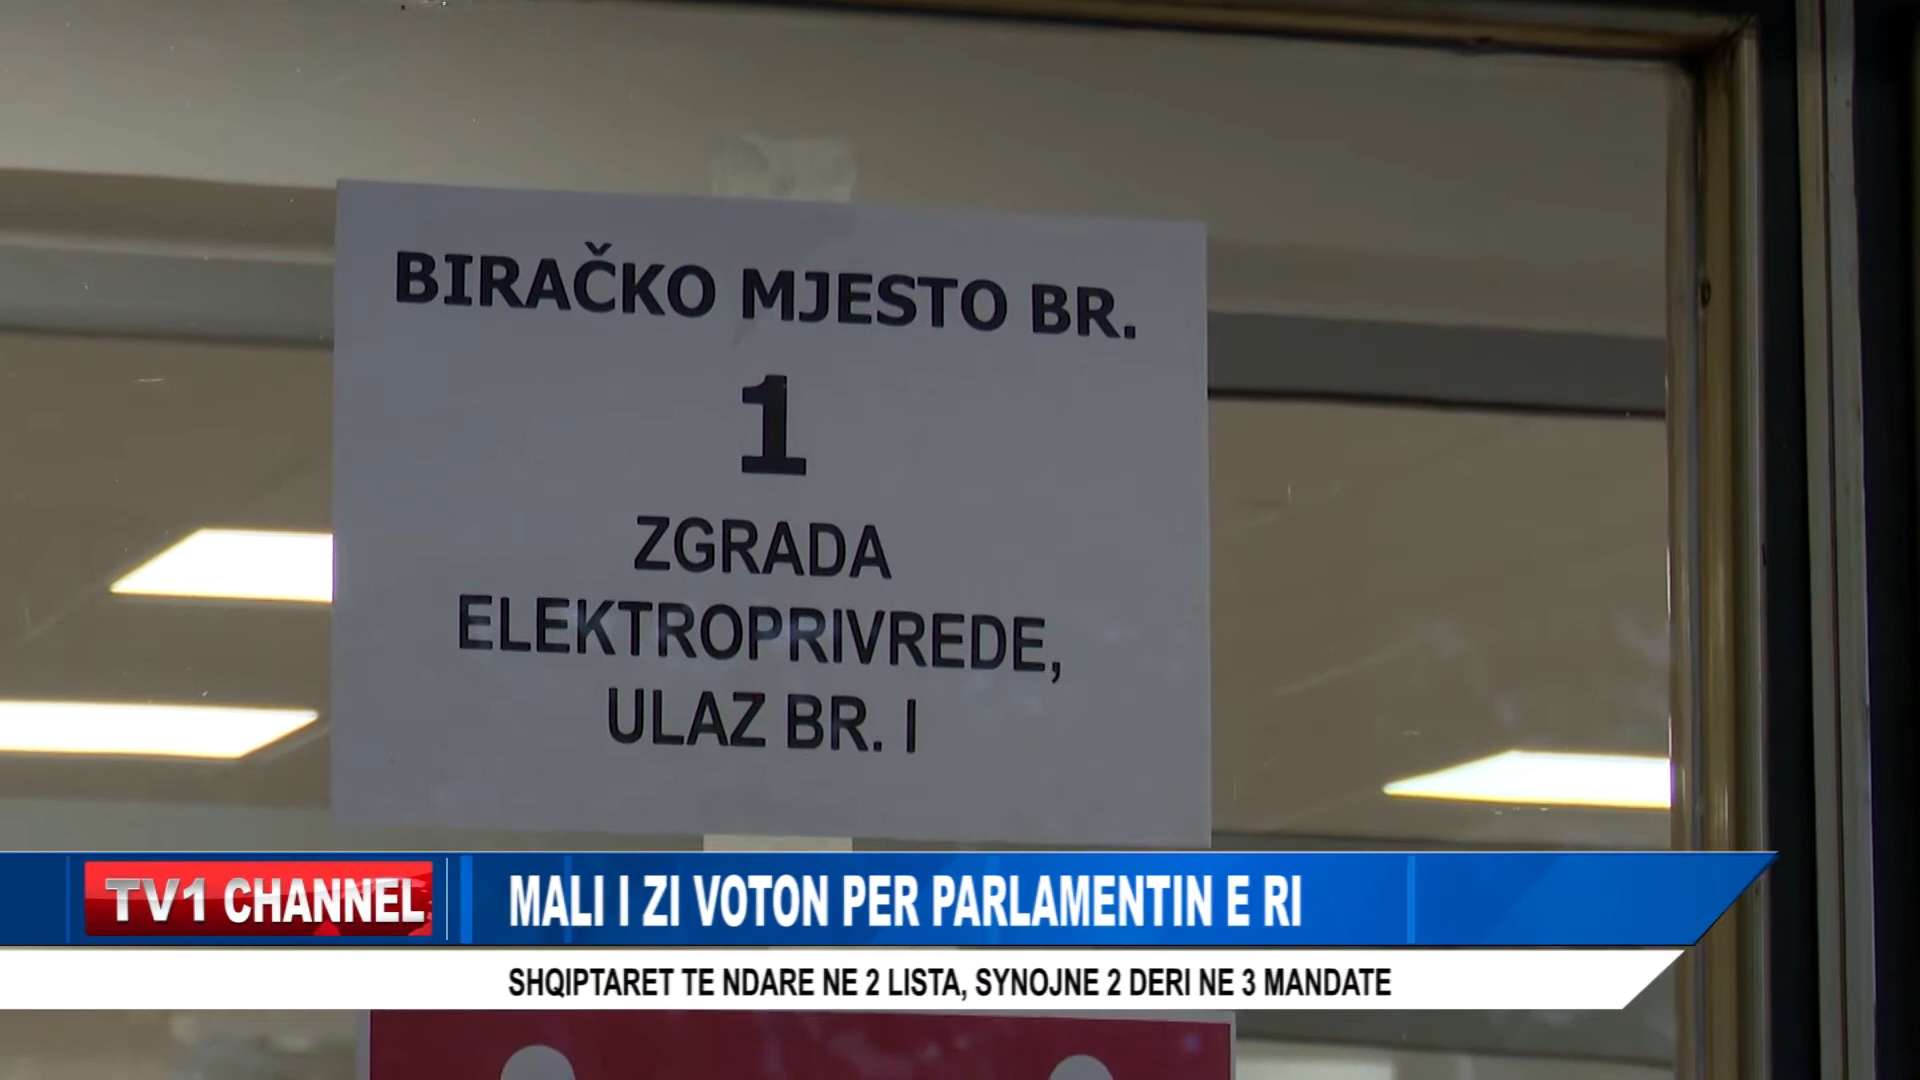 BIRAČKO MJESTO BR.
1
ZGRADA
ELEKTROPRIVREDE,
ULAZ BR. I
TV1 CHANNEL
MALI I ZI VOTON PER PARLAMENTIN E RI
SHQIPTARET TE NDARE NE 2 LISTA, SYNOJNE 2 DERI NE 3 MANDATE